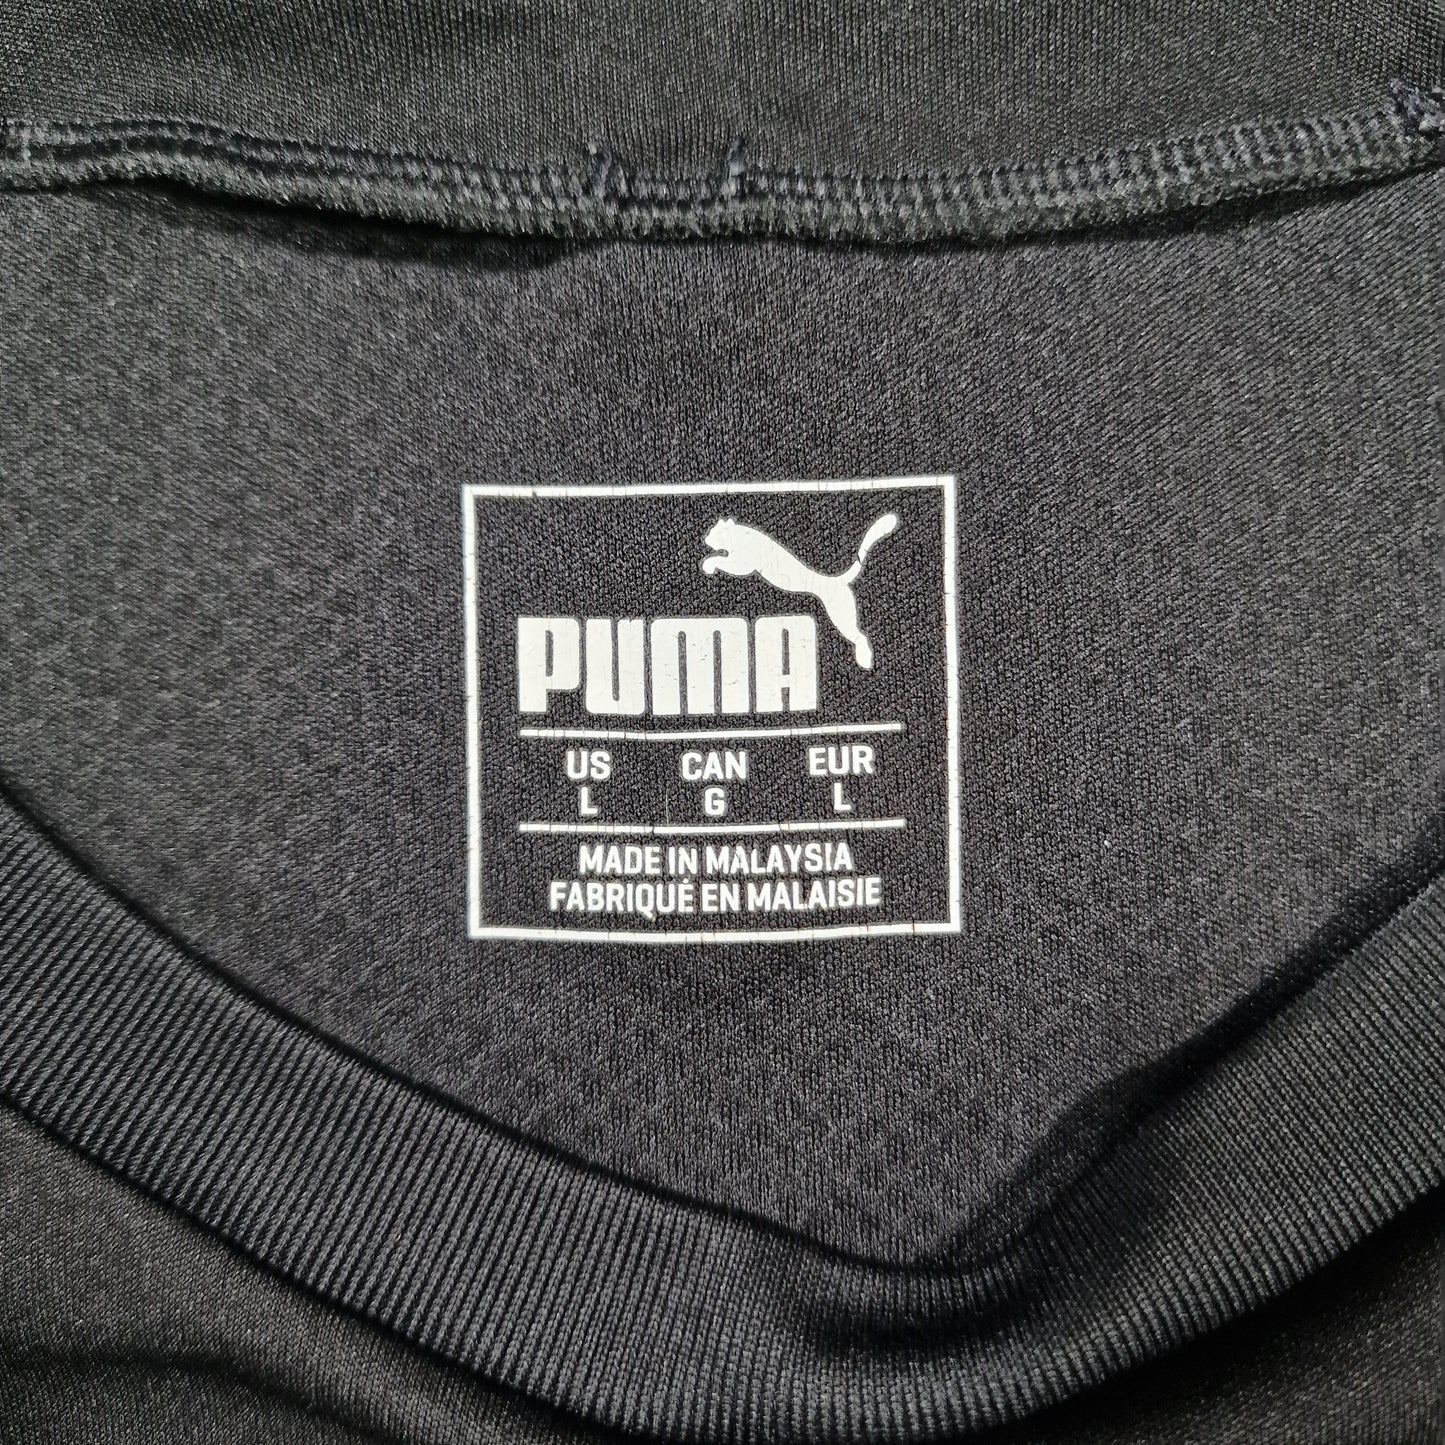 PUMA
US CAN EUR
L G L
MADE IN MALAYSIA
FABRIQUÉ EN MALAISIE